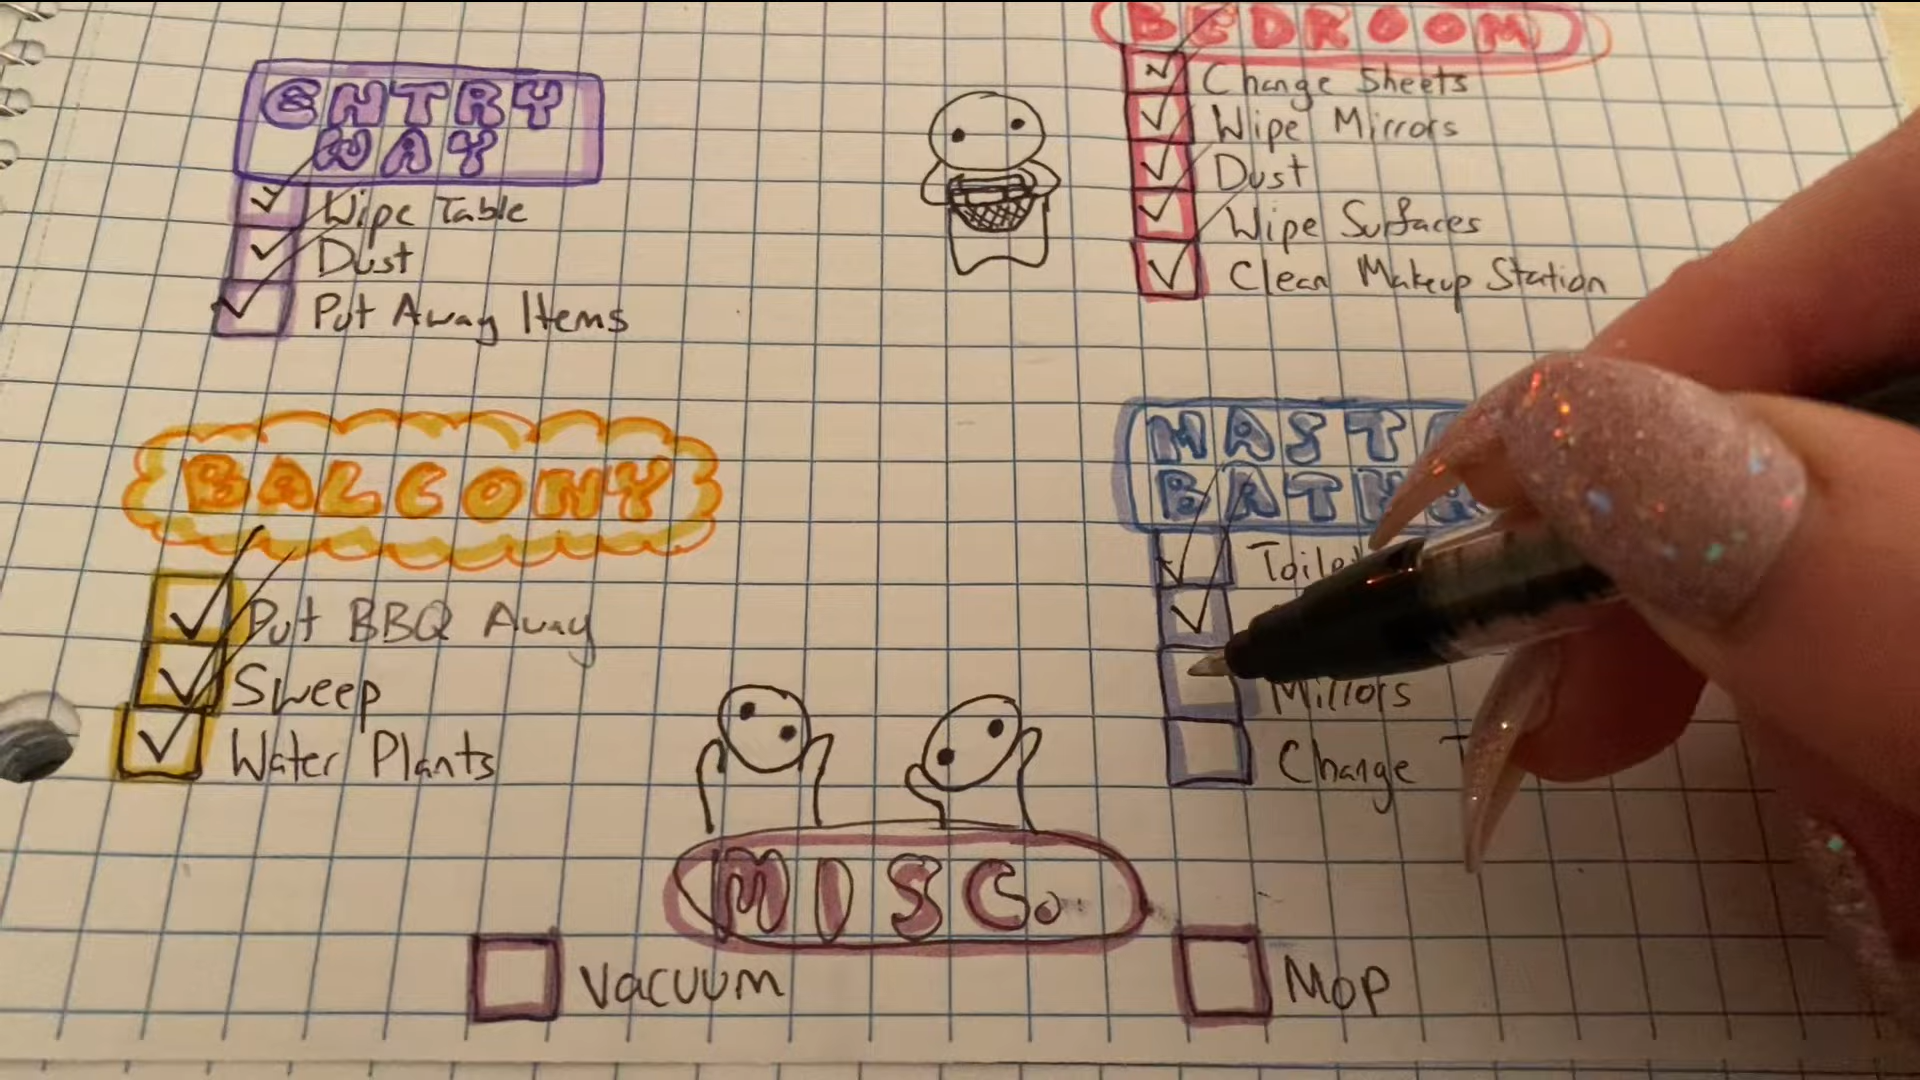 ENTRY
WAY
Wipe Table
Dust
Put Away Items
BEDROOM
Change Sheets
Wipe Mirrors
Dust
Wipe Surfaces
Clean Makeup Station
BALCONY
Put BBQ Away
Sweep
Water Plants
Mirrors
Change
MISC.
Vacuum
Mop